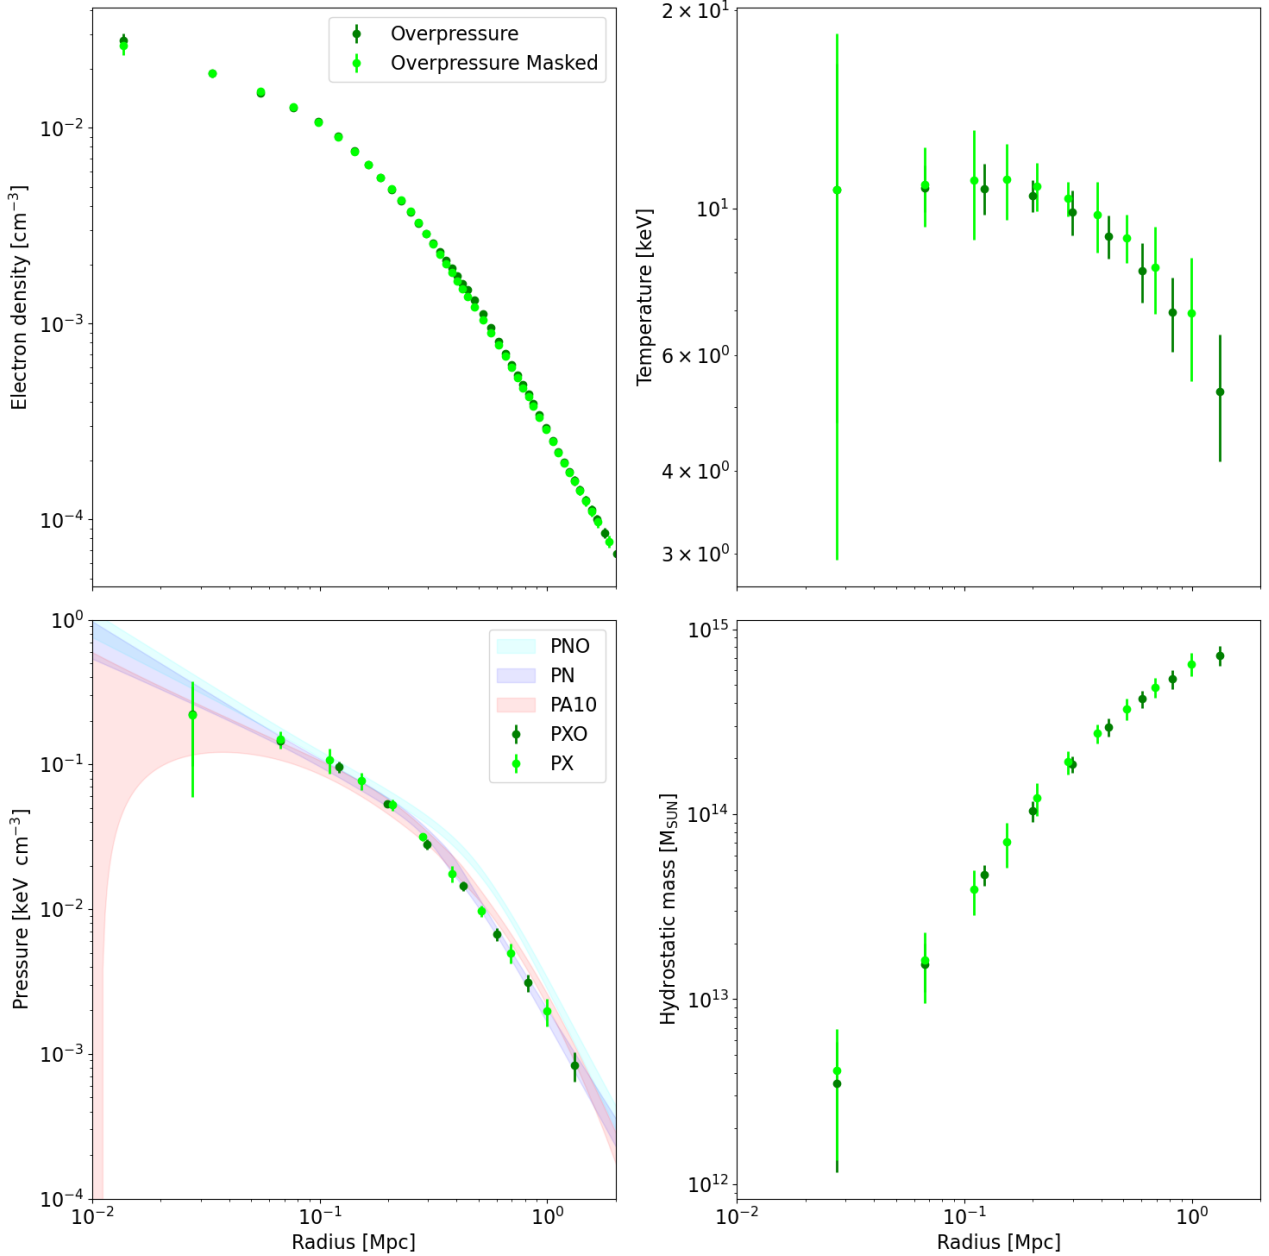 Overpressure
Overpressure Masked
Electron density [cm⁻³]
10⁻²
10⁻³
10⁻⁴
Temperature [keV]
2 × 10¹
10¹
6 × 10⁰
4 × 10⁰
3 × 10⁰
PNO
PN
PA10
PXO
PX
Pressure [keV cm⁻³]
10⁰
10⁻¹
10⁻²
10⁻³
10⁻⁴
10⁻² 10⁻¹ 10⁰
Radius [Mpc]
Hydrostatic mass [M_SUN]
10¹⁵
10¹⁴
10¹³
10¹²
10⁻² 10⁻¹ 10⁰
Radius [Mpc]